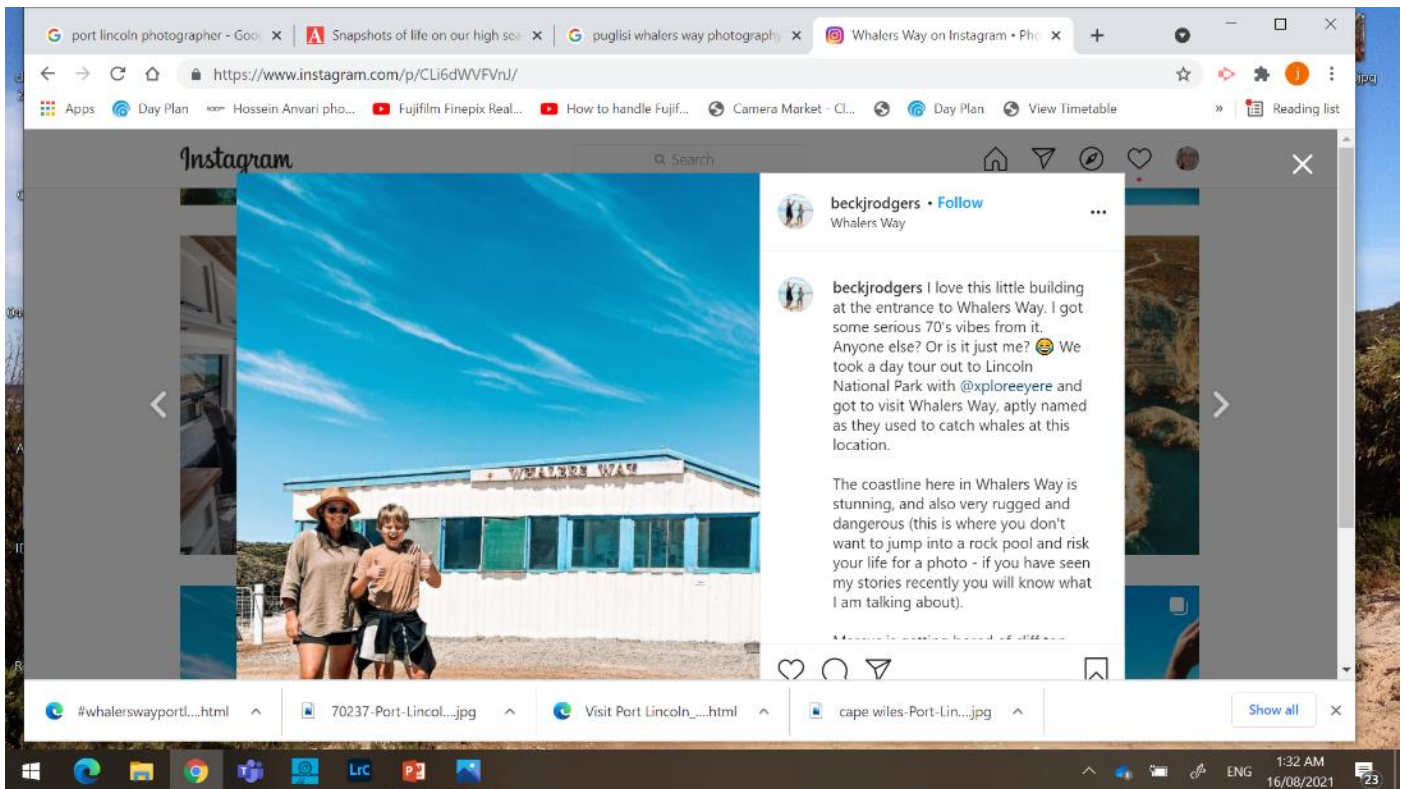 port lincoln photographer - Goo
Snapshots of life on our high sea
puglisi whalers way photography
Whalers Way on Instagram • Pho
https://www.instagram.com/p/CLi6dWVFVnJ/
Apps
Day Plan
Hossein Anvari pho...
Fujifilm Finepix Real...
How to handle Fujif...
Camera Market - Cl...
Day Plan
View Timetable
»
Reading list
Instagram
Search
beckjrodgers • Follow
Whalers Way
beckjrodgers I love this little building
at the entrance to Whalers Way. I got
some serious 70's vibes from it.
Anyone else? Or is it just me? 😂 We
took a day tour out to Lincoln
National Park with @xploreeyere and
got to visit Whalers Way, aptly named
as they used to catch whales at this
location.
The coastline here in Whalers Way is
stunning, and also very rugged and
dangerous (this is where you don't
want to jump into a rock pool and risk
your life for a photo - if you have seen
my stories recently you will know what
I am talking about).
WHALERS WAY
#whalerswayportl....html
70237-Port-Lincol....jpg
Visit Port Lincoln_....html
cape wiles-Port-Lin....jpg
Show all
LrC
ENG
1:32 AM
16/08/2021
23